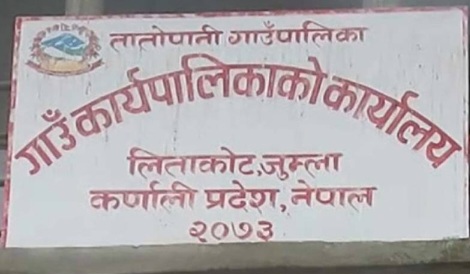 तातोपानी गाउँपालिका
गाउँ कार्यपालिकाको कार्यालय
लिताकोट,जुम्ला
कर्णाली प्रदेश, नेपाल
२०७३